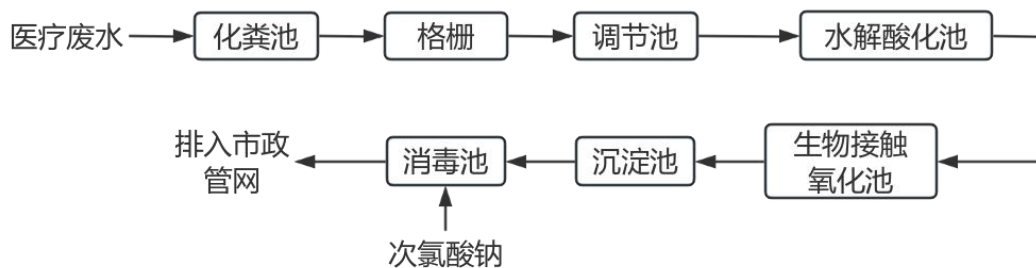 医疗废水
化粪池
格栅
调节池
水解酸化池
排入市政
管网
消毒池
沉淀池
生物接触
氧化池
次氯酸钠